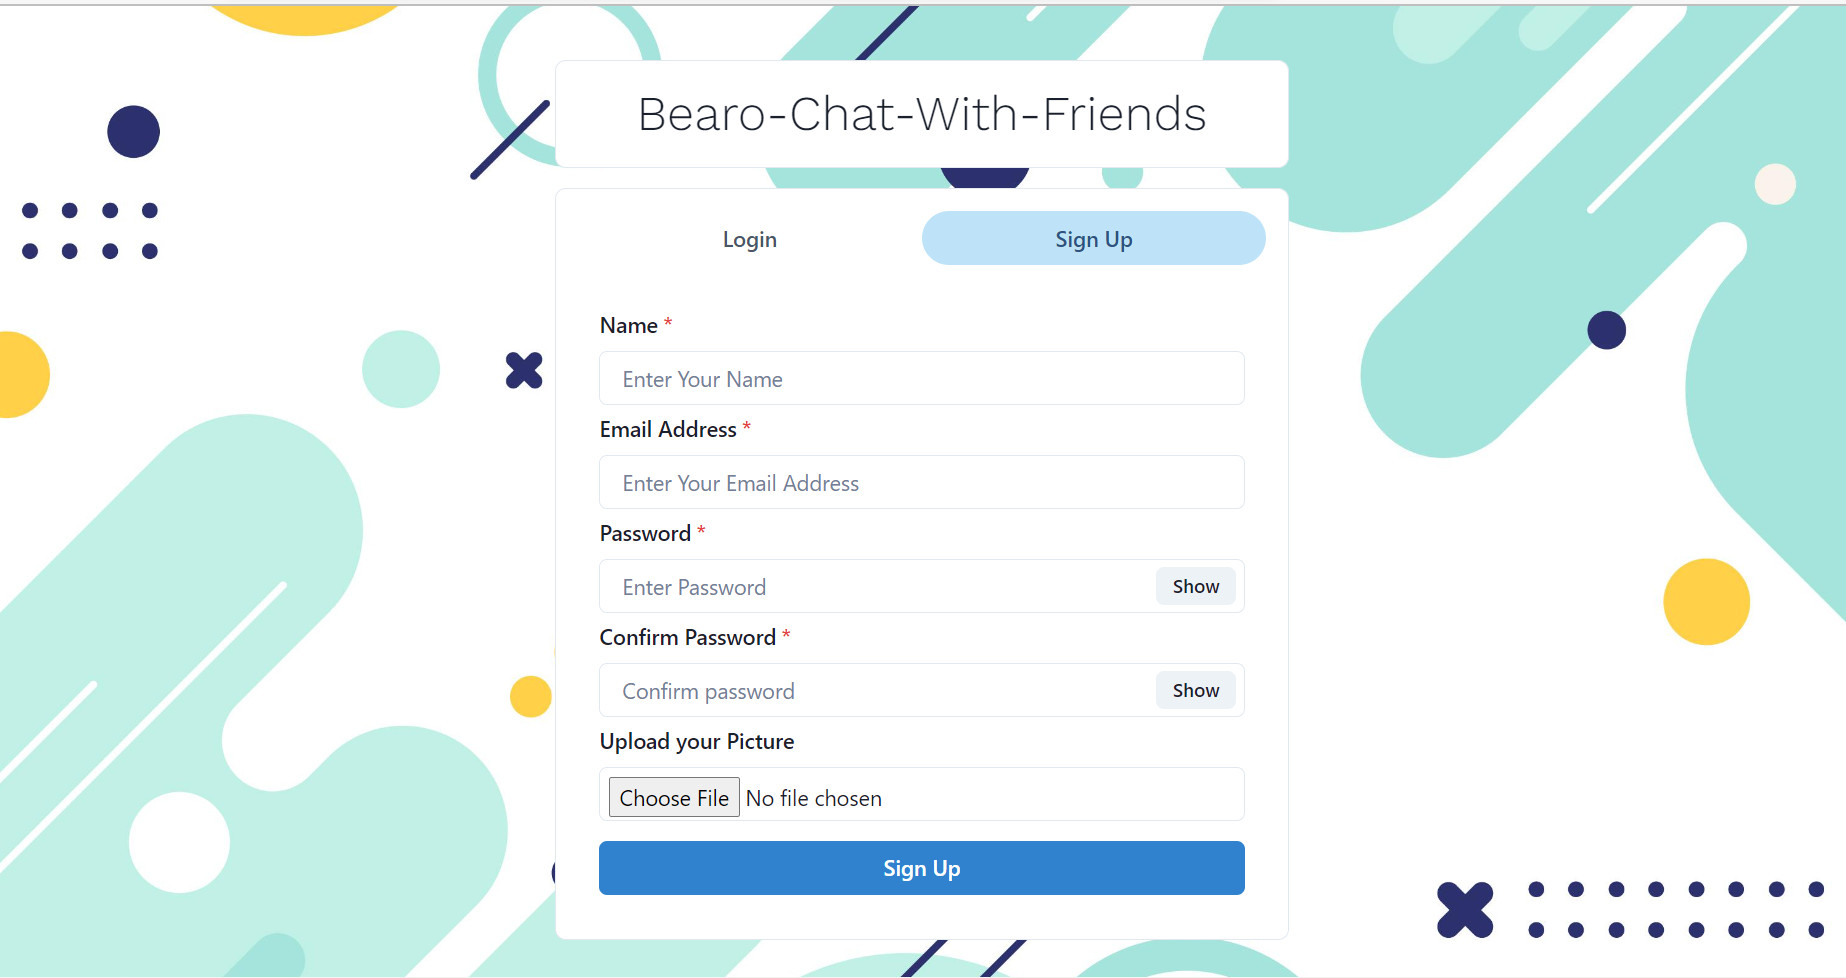 Bearo-Chat-With-Friends
Login
Sign Up
Name *
Enter Your Name
Email Address *
Enter Your Email Address
Password *
Enter Password
Show
Confirm Password *
Confirm password
Show
Upload your Picture
Choose File No file chosen
Sign Up